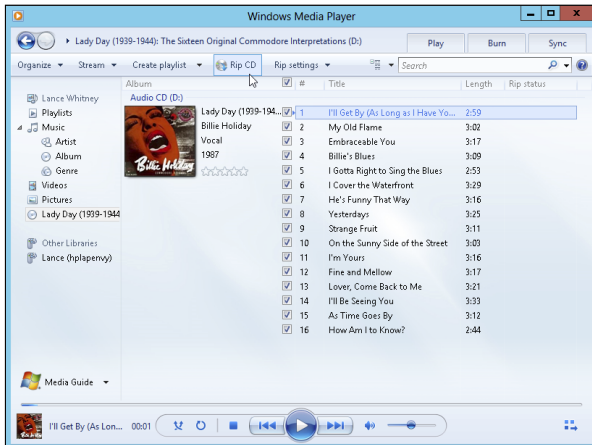 Windows Media Player
Lady Day (1939-1944): The Sixteen Original Commodore Interpretations (D:)
Play
Burn
Sync
Organize
Stream
Create playlist
Rip CD
Rip settings
Search
Album
#
Title
Length
Rip status
Lance Whitney
Playlists
Music
Artist
Album
Genre
Videos
Pictures
Lady Day (1939-1944
Other Libraries
Lance (hplapenvy)
Audio CD (D:)
Billie Holiday
Lady Day (1939-194...
Billie Holiday
Vocal
1987
1 I'll Get By (As Long as I Have Yo... 2:59
2 My Old Flame 3:02
3 Embraceable You 3:17
4 Billie's Blues 3:09
5 I Gotta Right to Sing the Blues 2:53
6 I Cover the Waterfront 3:29
7 He's Funny That Way 3:16
8 Yesterdays 3:25
9 Strange Fruit 3:11
10 On the Sunny Side of the Street 3:03
11 I'm Yours 3:16
12 Fine and Mellow 3:17
13 Lover, Come Back to Me 3:21
14 I'll Be Seeing You 3:33
15 As Time Goes By 3:12
16 How Am I to Know? 2:44
Media Guide
I'll Get By (As Lon... 00:01